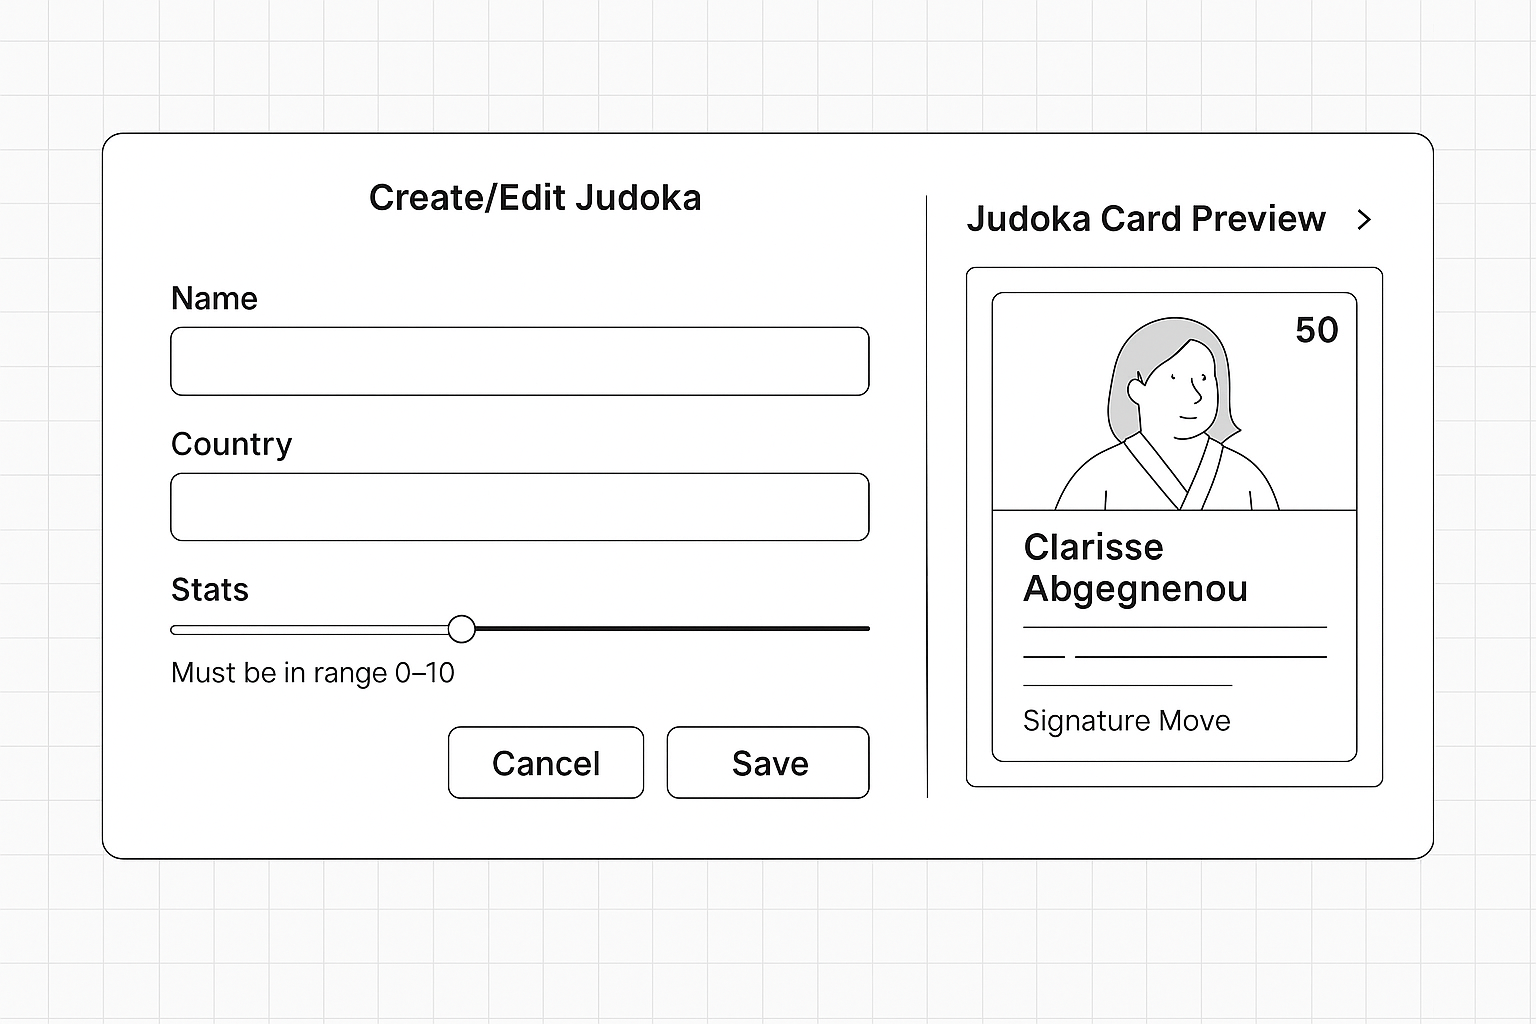 Create/Edit Judoka
Name
Country
Stats
Must be in range 0–10
Cancel
Save
Judoka Card Preview >
50
Clarisse
Abgegnenou
Signature Move